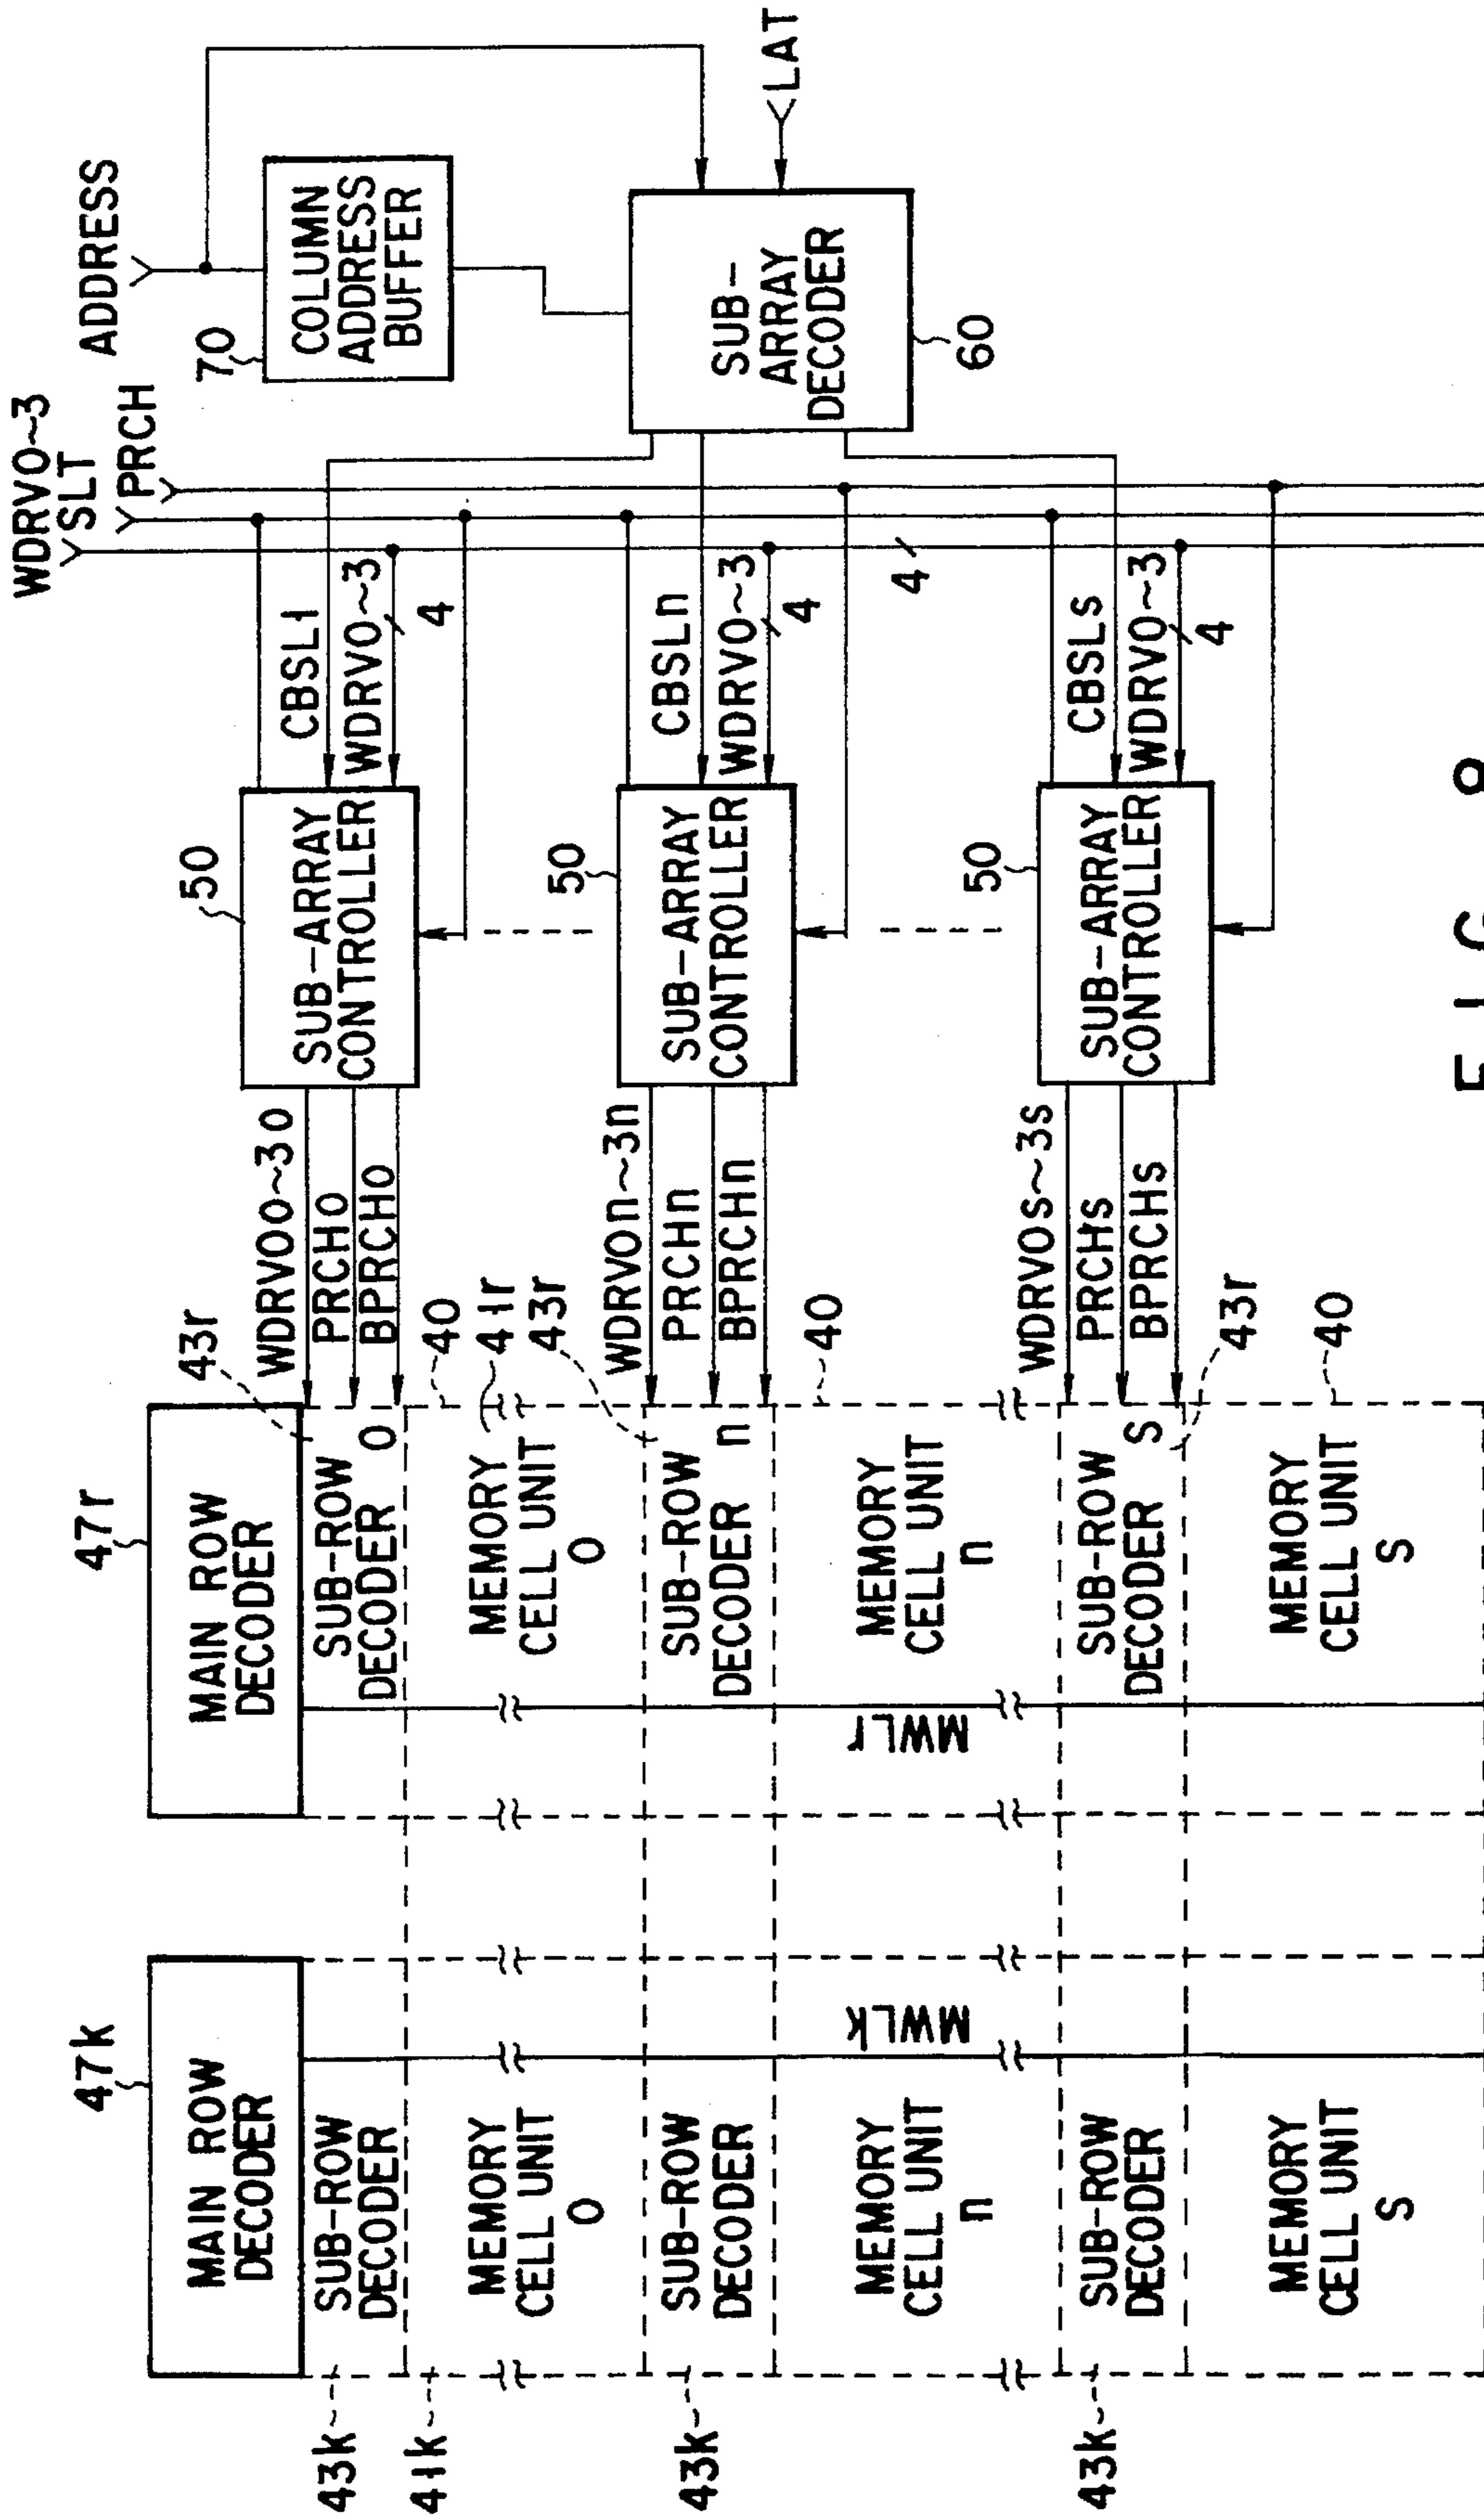 WDRV0~3
SLT
PRCH
ADDRESS
70
COLUMN
ADDRESS
BUFFER
SUB-
ARRAY
DECODER
60
LAT
50
SUB-ARRAY
CONTROLLER
CBSL1
WDRV0~3
4
50
SUB-ARRAY
CONTROLLER
CBSLn
WDRV0~3
4
4
50
SUB-ARRAY
CONTROLLER
CBSLs
WDRV0~3
4
WDRV0o~3o
PRCHo
BPRCHo
WDRV0n~3n
PRCHn
BPRCHn
WDRV0s~3s
PRCHs
BPRCHs
47r
MAIN ROW
DECODER
43r
SUB-ROW
DECODER 0
40
41r
MEMORY
CELL UNIT
0
43r
SUB-ROW
DECODER n
40
MEMORY
CELL UNIT
n
MWLr
SUB-ROW
DECODER S
43r
40
MEMORY
CELL UNIT
S
47k
MAIN ROW
DECODER
43k
SUB-ROW
DECODER
41k
MEMORY
CELL UNIT
0
43k
SUB-ROW
DECODER
MEMORY
CELL UNIT
n
MWLk
43k
SUB-ROW
DECODER
MEMORY
CELL UNIT
S